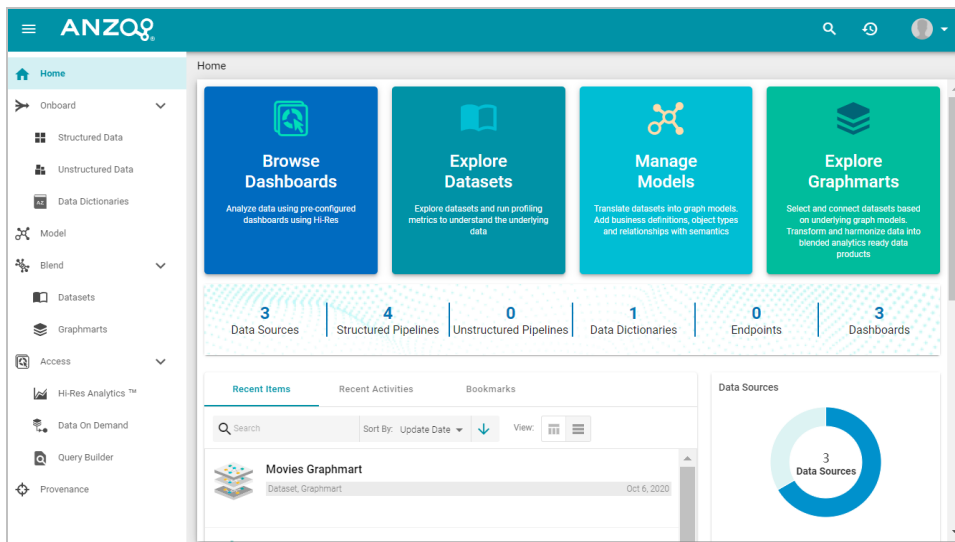 ANZO
Home
Onboard
Structured Data
Unstructured Data
AZ
Data Dictionaries
Model
Blend
Datasets
Graphmarts
Access
Hi-Res Analytics ™
Data On Demand
Query Builder
Provenance
Home
Browse
Dashboards
Analyze data using pre-configured
dashboards using Hi-Res
Explore
Datasets
Explore datasets and run profiling
metrics to understand the underlying
data
Manage
Models
Translate datasets into graph models.
Add business definitions, object types
and relationships with semantics
Explore
Graphmarts
Select and connect datasets based
on underlying graph models.
Transform and harmonize data into
blended analytics ready data
products
3
Data Sources
4
Structured Pipelines
0
Unstructured Pipelines
1
Data Dictionaries
0
Endpoints
3
Dashboards
Recent Items Recent Activities Bookmarks
Search Sort By: Update Date View:
Movies Graphmart
Dataset, Graphmart Oct 6, 2020
Data Sources
3
Data Sources